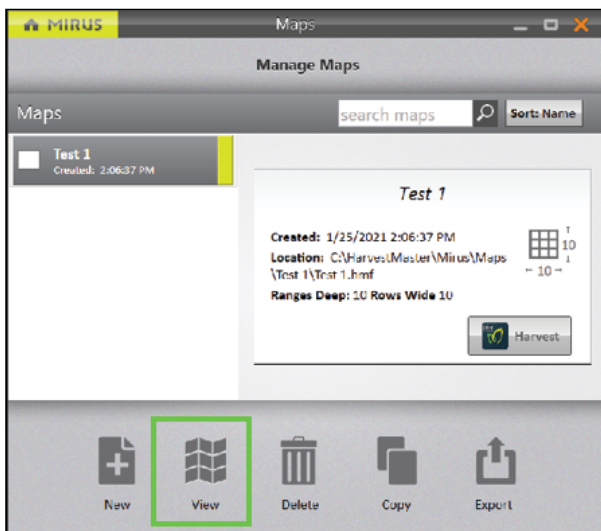 MIRUS
Maps
Manage Maps
Maps
search maps
Sort: Name
Test 1
Created: 2:06:37 PM
Test 1
Created: 1/25/2021 2:06:37 PM
Location: C:\HarvestMaster\Mirus\Maps
\Test 1\Test 1.hmf
10
10
Ranges Deep: 10 Rows Wide 10
Harvest
New
View
Delete
Copy
Export